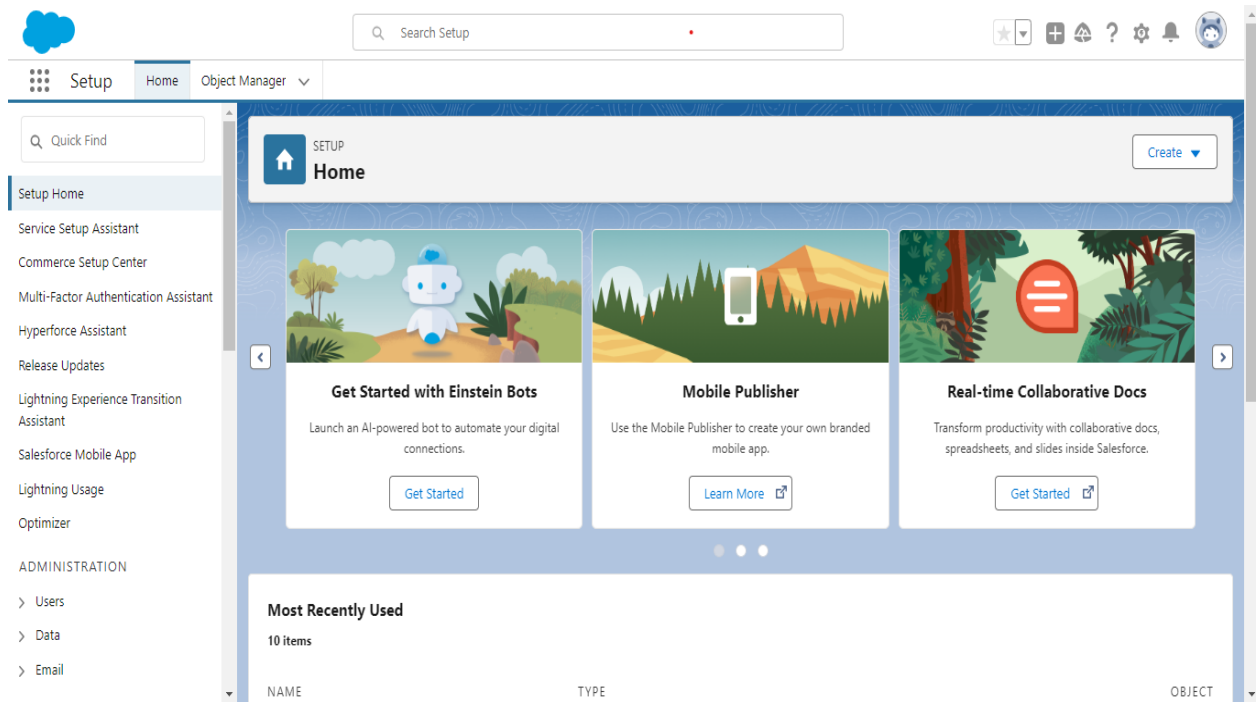 Search Setup
Setup
Home
Object Manager
Quick Find
Setup Home
Service Setup Assistant
Commerce Setup Center
Multi-Factor Authentication Assistant
Hyperforce Assistant
Release Updates
Lightning Experience Transition
Assistant
Salesforce Mobile App
Lightning Usage
Optimizer
ADMINISTRATION
Users
Data
Email
SETUP
Home
Create
Get Started with Einstein Bots
Launch an AI-powered bot to automate your digital
connections.
Get Started
Mobile Publisher
Use the Mobile Publisher to create your own branded
mobile app.
Learn More
Real-time Collaborative Docs
Transform productivity with collaborative docs,
spreadsheets, and slides inside Salesforce.
Get Started
Most Recently Used
10 items
NAME TYPE OBJECT